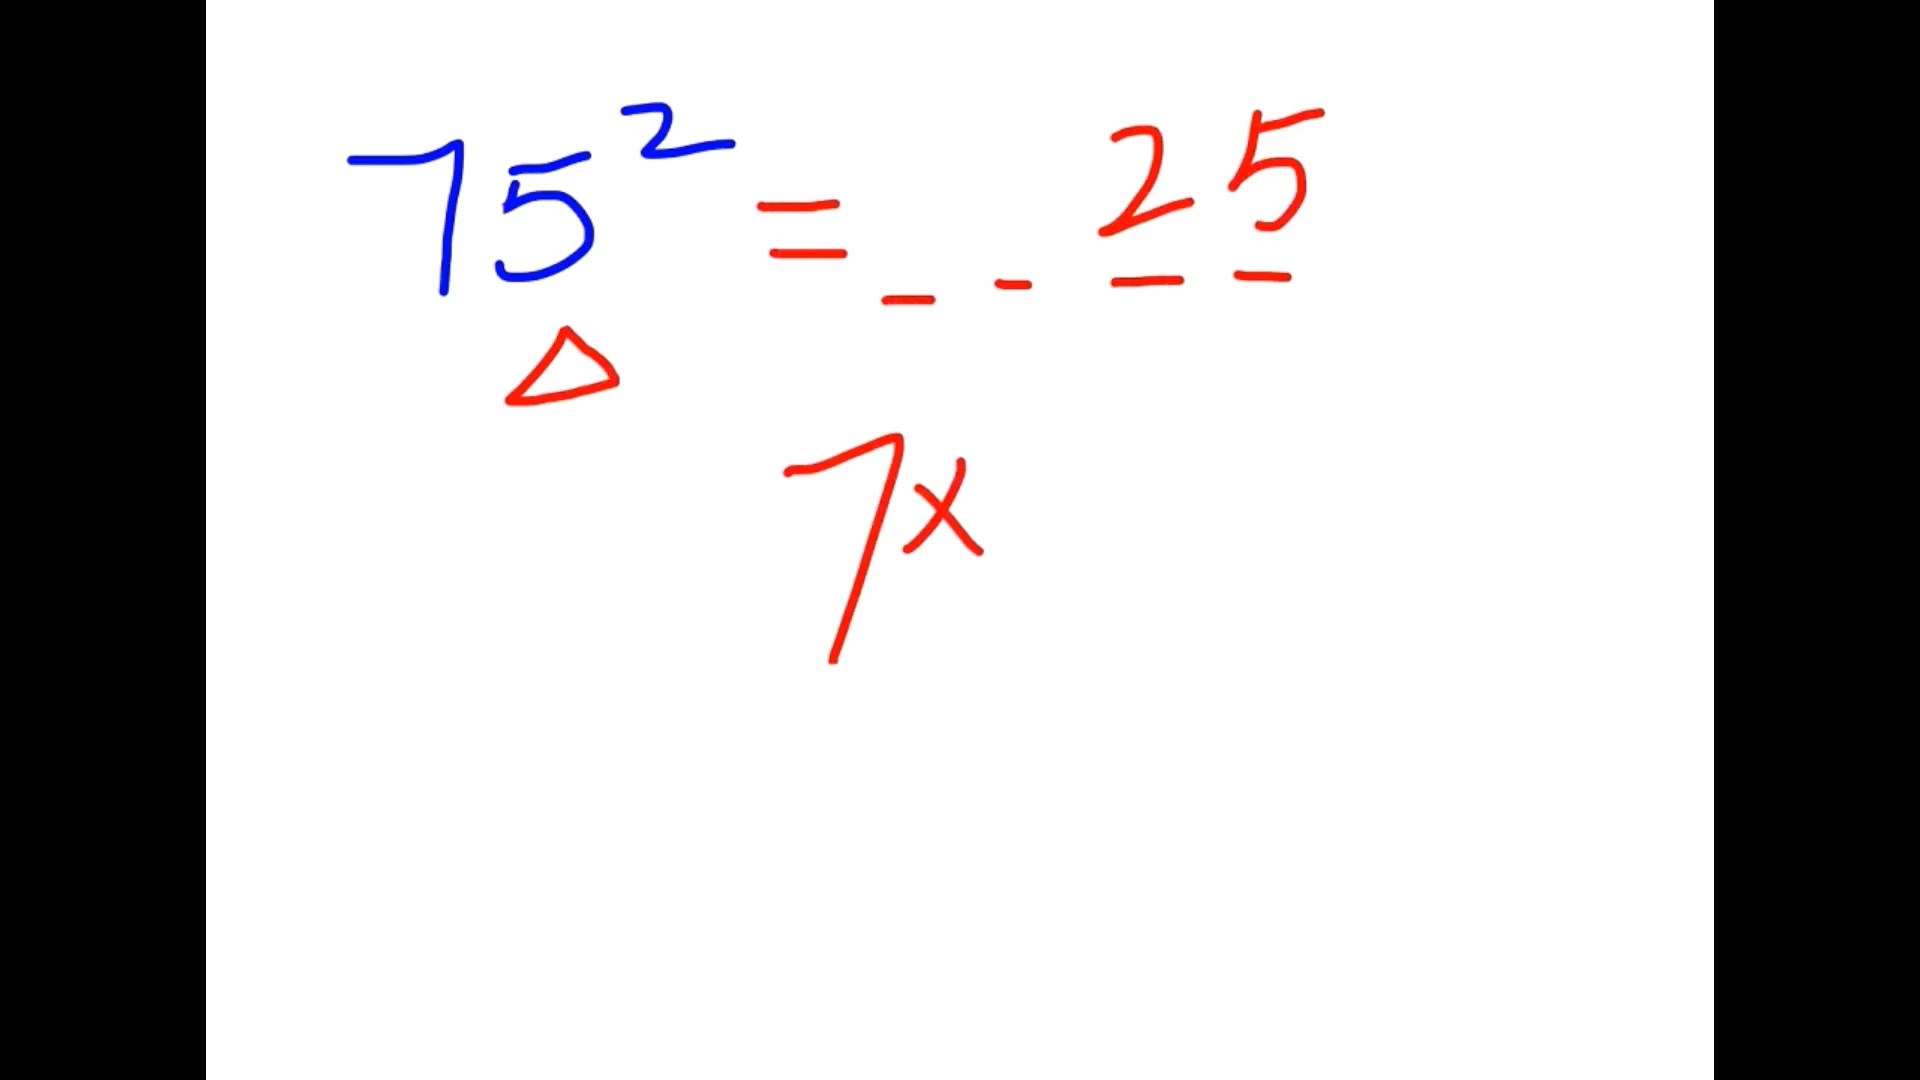 75² = _ _ 25
7x